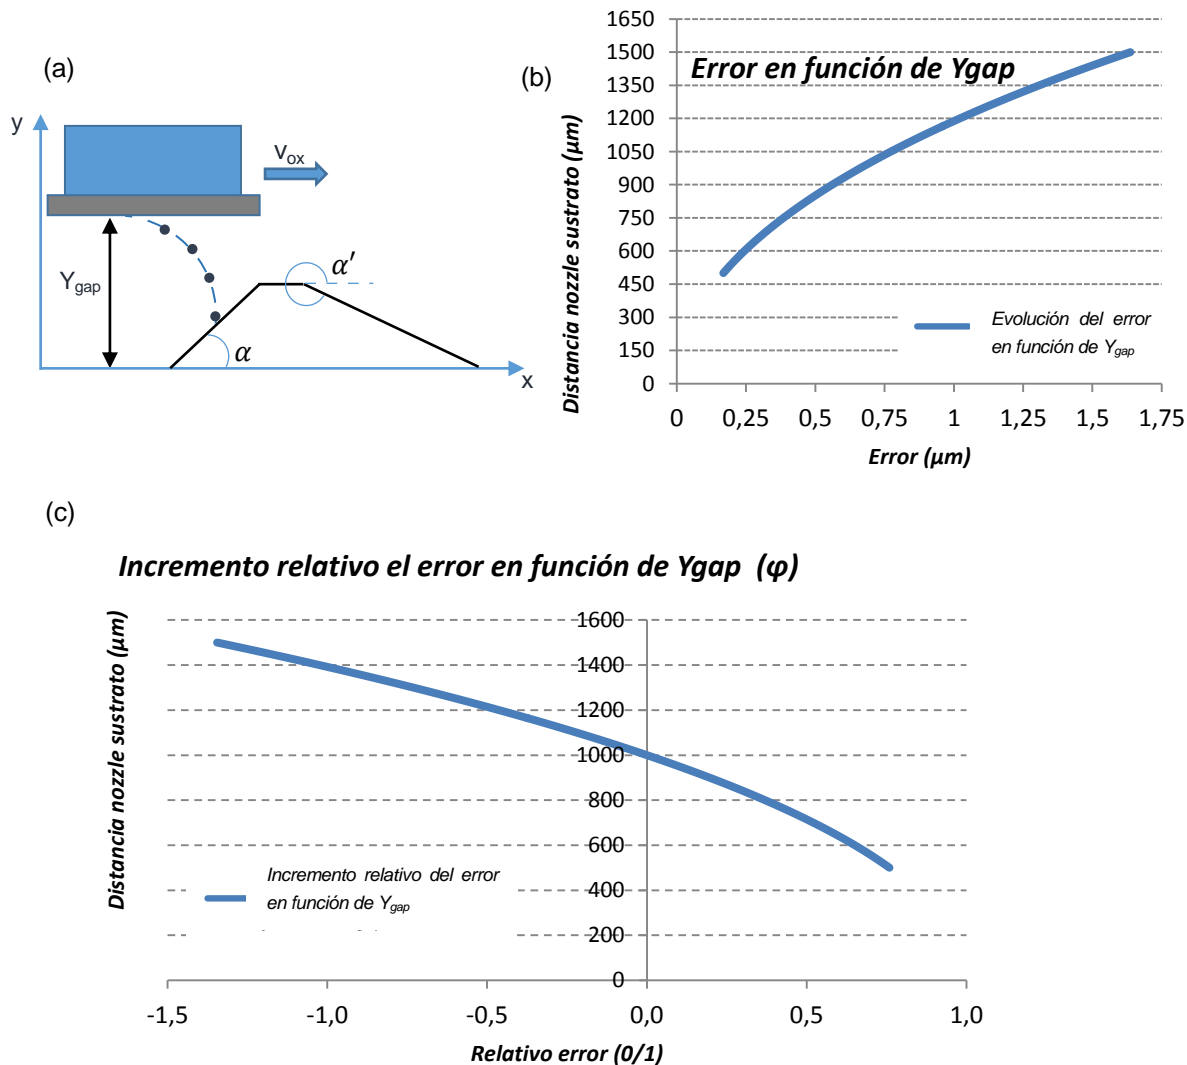 (a)
y
vox
Ygap
α
α′
x
(b)
Error en función de Ygap
Distancia nozzle sustrato (µm)
1650
1500
1350
1200
1050
900
750
600
450
300
150
0
Evolución del error
en función de Ygap
0 0,25 0,5 0,75 1 1,25 1,5 1,75
Error (µm)
(c)
Incremento relativo el error en función de Ygap (φ)
Distancia nozzle sustrato (µm)
1600
1400
1200
1000
800
600
400
200
0
Incremento relativo del error
en función de Ygap
-1,5 -1,0 -0,5 0,0 0,5 1,0
Relativo error (0/1)